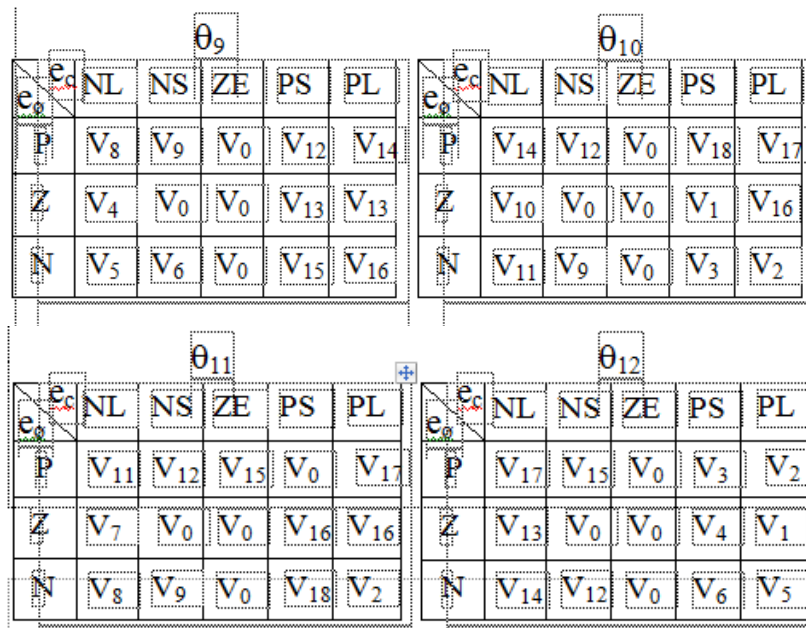 θ9 θ10
ec NL NS ZE PS PL ec NL NS ZE PS PL
eø eø
P V8 V9 V0 V12 V14 P V14 V12 V0 V18 V17
Z V4 V0 V0 V13 V13 Z V10 V0 V0 V1 V16
N V5 V6 V0 V15 V16 N V11 V9 V0 V3 V2
θ11 θ12
ec NL NS ZE PS PL ec NL NS ZE PS PL
eø eø
P V11 V12 V15 V0 V17 P V17 V15 V0 V3 V2
Z V7 V0 V0 V16 V16 Z V13 V0 V0 V4 V1
N V8 V9 V0 V18 V2 N V14 V12 V0 V6 V5